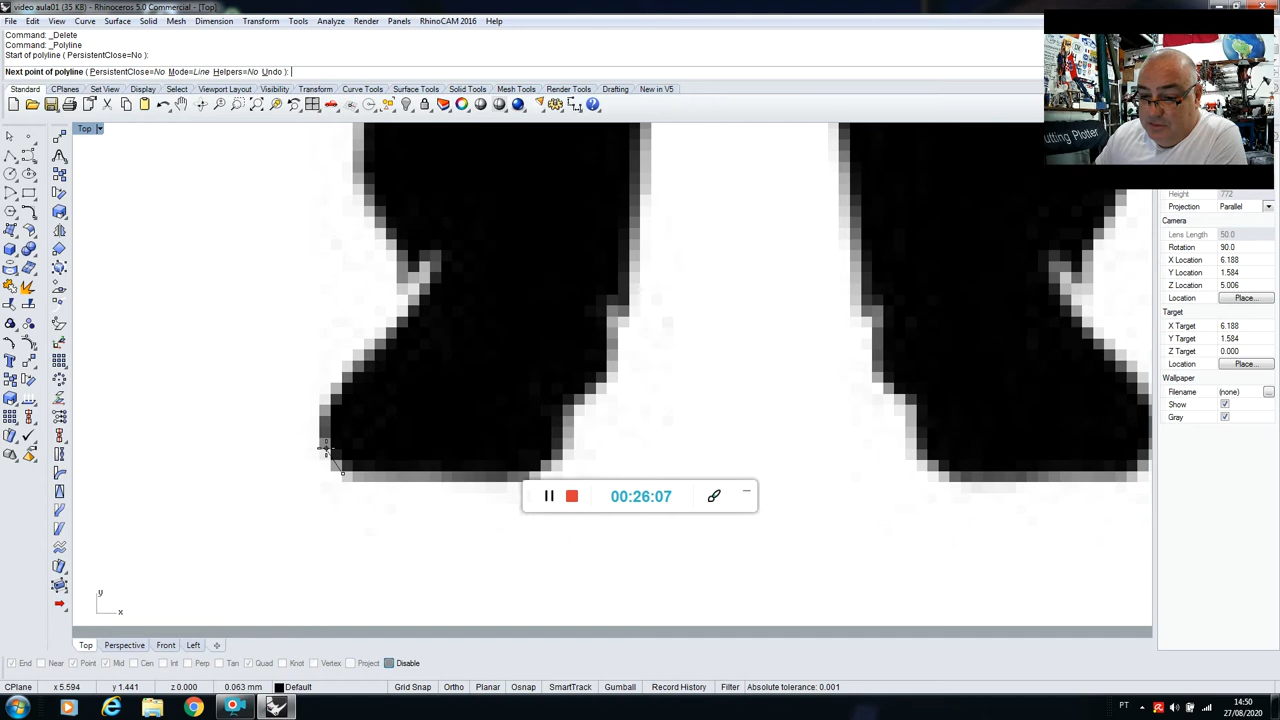 video aula01 (35 KB) - Rhinoceros 5.0 Commercial - [Top]
File Edit View Curve Surface Solid Mesh Dimension Transform Tools Analyze Render Panels RhinoCAM 2016 Help
Command: _Delete
Command: _Polyline
Start of polyline ( PersistentClose=No ):
Next point of polyline ( PersistentClose=No Mode=Line Helpers=No Undo ):
Standard CPlanes Set View Display Select Viewport Layout Visibility Transform Curve Tools Surface Tools Solid Tools Mesh Tools Render Tools Drafting New in V5
Top
utting Plotter
Height 772
Projection Parallel
Camera
Lens Length 50.0
Rotation 90.0
X Location 6.188
Y Location 1.584
Z Location 5.006
Location Place...
Target
X Target 6.188
Y Target 1.584
Z Target 0.000
Location Place...
Wallpaper
Filename (none) ...
Show
Gray
00:26:07
y
x
Top Perspective Front Left
End Near Point Mid Cen Int Perp Tan Quad Knot Vertex Project Disable
CPlane x 5.594 y 1.441 z 0.000 0.063 mm Default Grid Snap Ortho Planar Osnap SmartTrack Gumball Record History Filter Absolute tolerance: 0.001
PT 14:50
27/08/2020